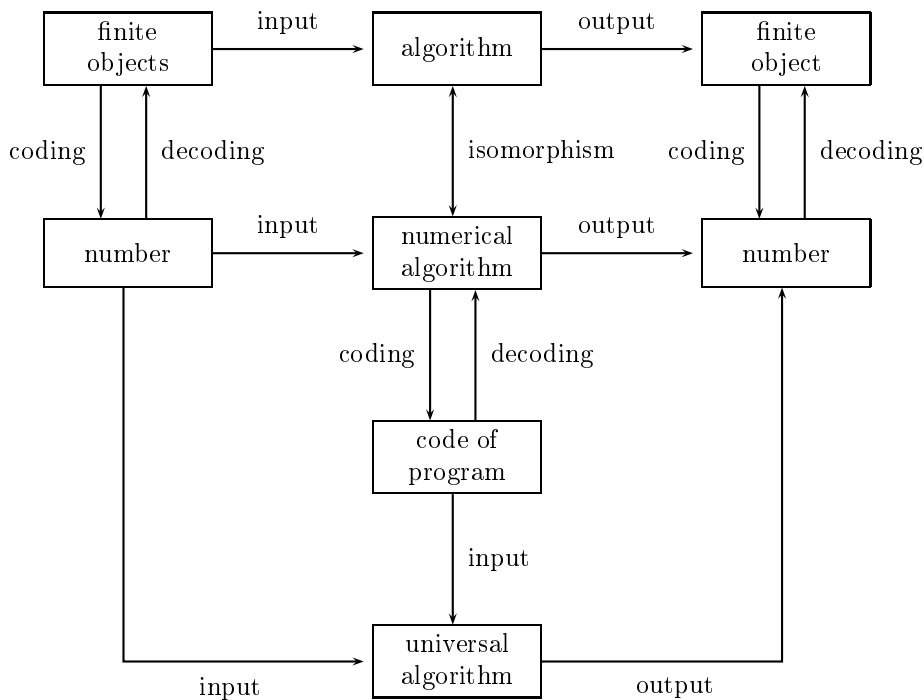 finite
objects
input
algorithm
output
finite
object
coding
decoding
isomorphism
coding
decoding
number
input
numerical
algorithm
output
number
coding
decoding
code of
program
input
universal
algorithm
input
output